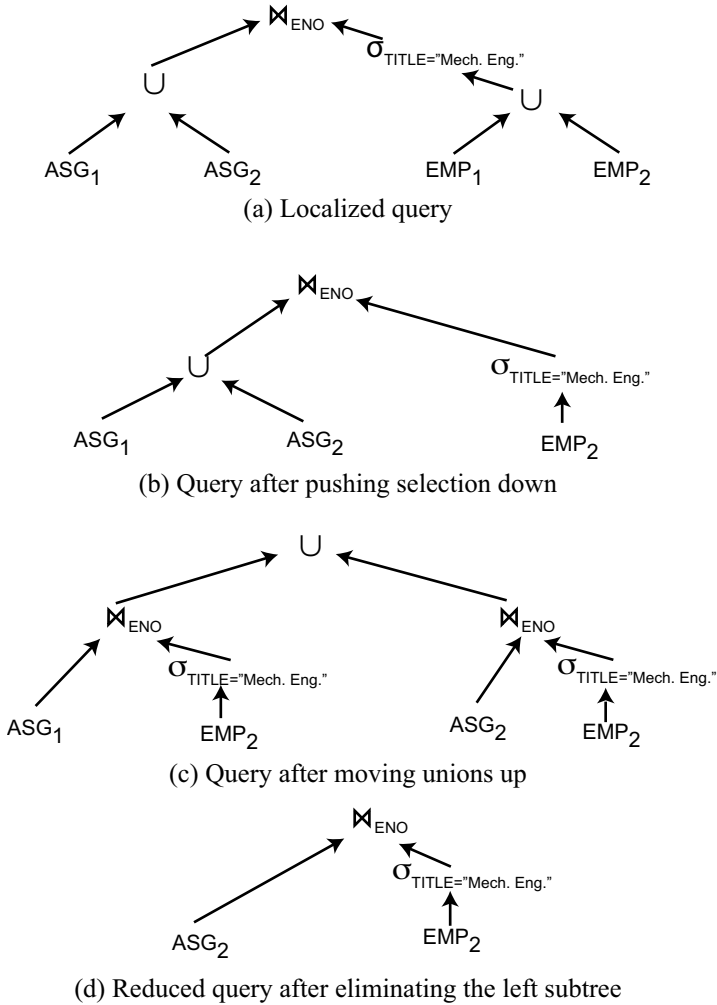 ⋈ENO
σTITLE="Mech. Eng."
∪
∪
ASG1
ASG2
EMP1
EMP2
(a) Localized query
⋈ENO
∪
σTITLE="Mech. Eng."
ASG1
ASG2
EMP2
(b) Query after pushing selection down
∪
⋈ENO
⋈ENO
σTITLE="Mech. Eng."
σTITLE="Mech. Eng."
ASG1
EMP2
ASG2
EMP2
(c) Query after moving unions up
⋈ENO
σTITLE="Mech. Eng."
ASG2
EMP2
(d) Reduced query after eliminating the left subtree